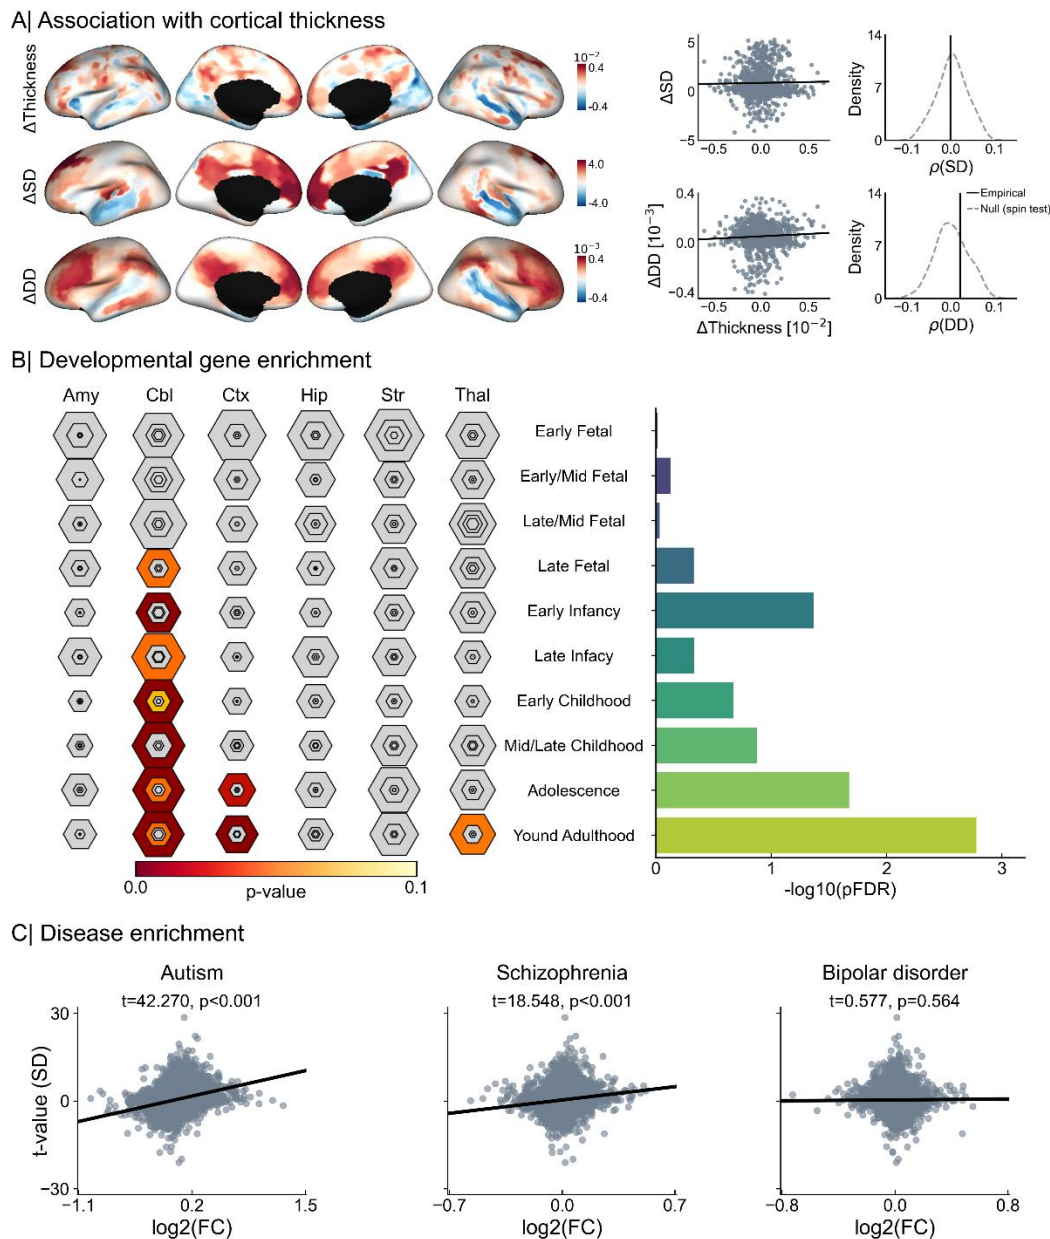 A| Association with cortical thickness
ΔThickness
10⁻²
0.4
-0.4
ΔSD
4.0
-4.0
ΔDD
10⁻³
0.4
-0.4
ΔSD
5
0
−5
−0.5 0.0 0.5
Density
14
7
0
−0.1 0.0 0.1
ρ(SD)
ΔDD [10⁻³]
0.4
0.0
−0.4
−0.5 0.0 0.5
ΔThickness [10⁻²]
Density
14
7
0
−0.1 0.0 0.1
ρ(DD)
Empirical
Null (spin test)
B| Developmental gene enrichment
Amy Cbl Ctx Hip Str Thal
Early Fetal
Early/Mid Fetal
Late/Mid Fetal
Late Fetal
Early Infancy
Late Infacy
Early Childhood
Mid/Late Childhood
Adolescence
Yound Adulthood
0.0 0.1
p-value
0 1 2 3
-log10(pFDR)
C| Disease enrichment
Autism
t=42.270, p<0.001
t-value (SD)
30
0
−30
−1.1 0.2 1.5
log2(FC)
Schizophrenia
t=18.548, p<0.001
−0.7 0.0 0.7
log2(FC)
Bipolar disorder
t=0.577, p=0.564
−0.8 0.0 0.8
log2(FC)